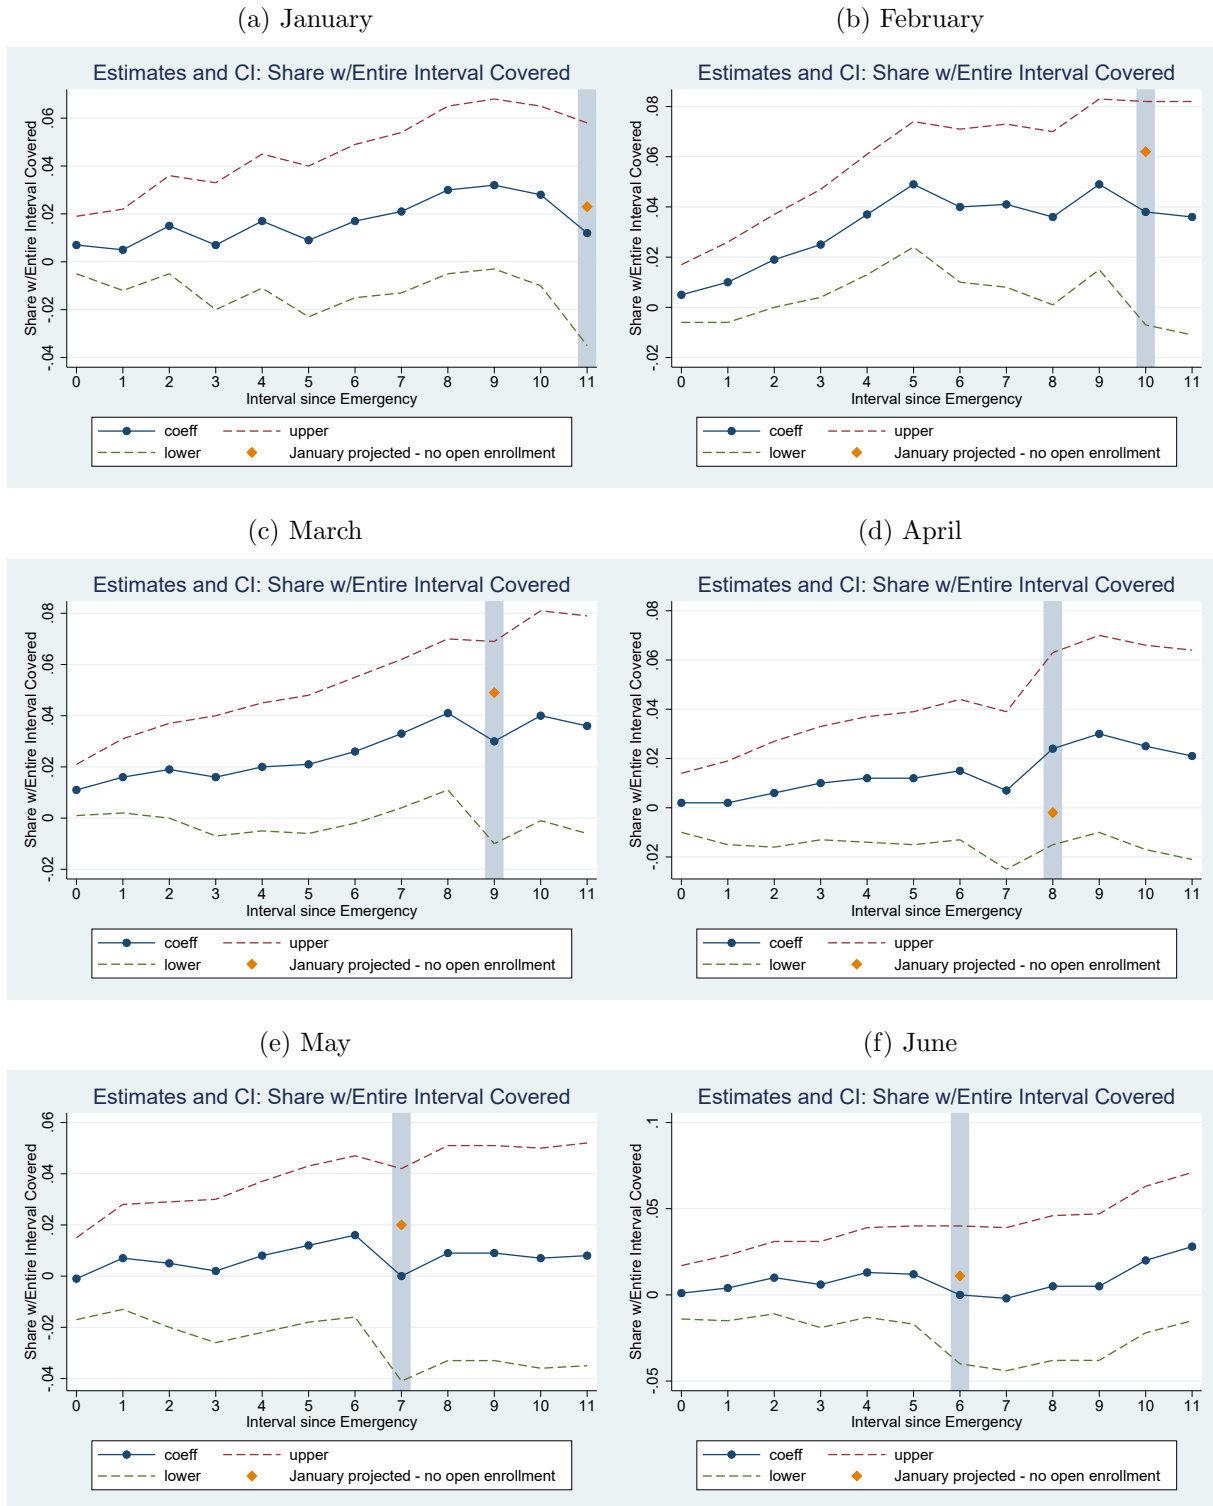 (a) January
Estimates and CI: Share w/Entire Interval Covered
Share w/Entire Interval Covered
.06
.04
.02
0
-.02
-.04
0 1 2 3 4 5 6 7 8 9 10 11
Interval since Emergency
coeff upper
lower January projected - no open enrollment
(b) February
Estimates and CI: Share w/Entire Interval Covered
Share w/Entire Interval Covered
.08
.06
.04
.02
0
-.02
0 1 2 3 4 5 6 7 8 9 10 11
Interval since Emergency
coeff upper
lower January projected - no open enrollment
(c) March
Estimates and CI: Share w/Entire Interval Covered
Share w/Entire Interval Covered
.08
.06
.04
.02
0
-.02
0 1 2 3 4 5 6 7 8 9 10 11
Interval since Emergency
coeff upper
lower January projected - no open enrollment
(d) April
Estimates and CI: Share w/Entire Interval Covered
Share w/Entire Interval Covered
.08
.06
.04
.02
0
-.02
0 1 2 3 4 5 6 7 8 9 10 11
Interval since Emergency
coeff upper
lower January projected - no open enrollment
(e) May
Estimates and CI: Share w/Entire Interval Covered
Share w/Entire Interval Covered
.06
.04
.02
0
-.02
-.04
0 1 2 3 4 5 6 7 8 9 10 11
Interval since Emergency
coeff upper
lower January projected - no open enrollment
(f) June
Estimates and CI: Share w/Entire Interval Covered
Share w/Entire Interval Covered
.1
.05
0
-.05
0 1 2 3 4 5 6 7 8 9 10 11
Interval since Emergency
coeff upper
lower January projected - no open enrollment